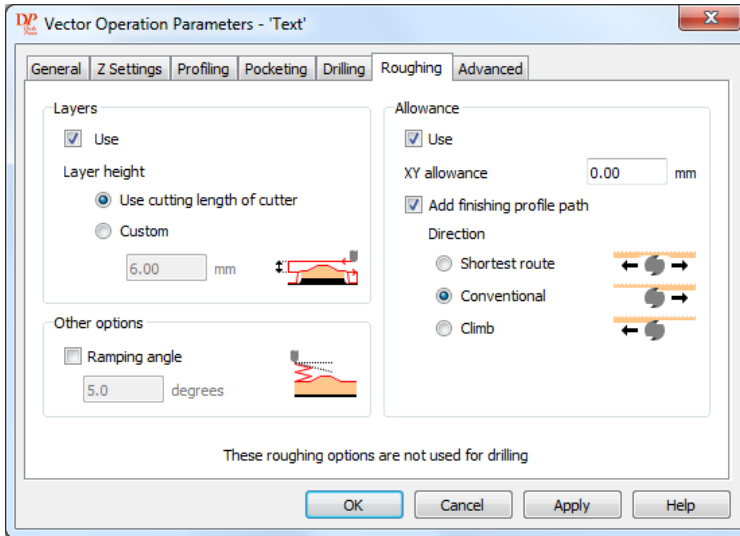 DP
Vector Operation Parameters - 'Text'
General Z Settings Profiling Pocketing Drilling Roughing Advanced
Layers
Use
Layer height
Use cutting length of cutter
Custom
6.00 mm
Other options
Ramping angle
5.0 degrees
Allowance
Use
XY allowance 0.00 mm
Add finishing profile path
Direction
Shortest route
Conventional
Climb
These roughing options are not used for drilling
OK Cancel Apply Help